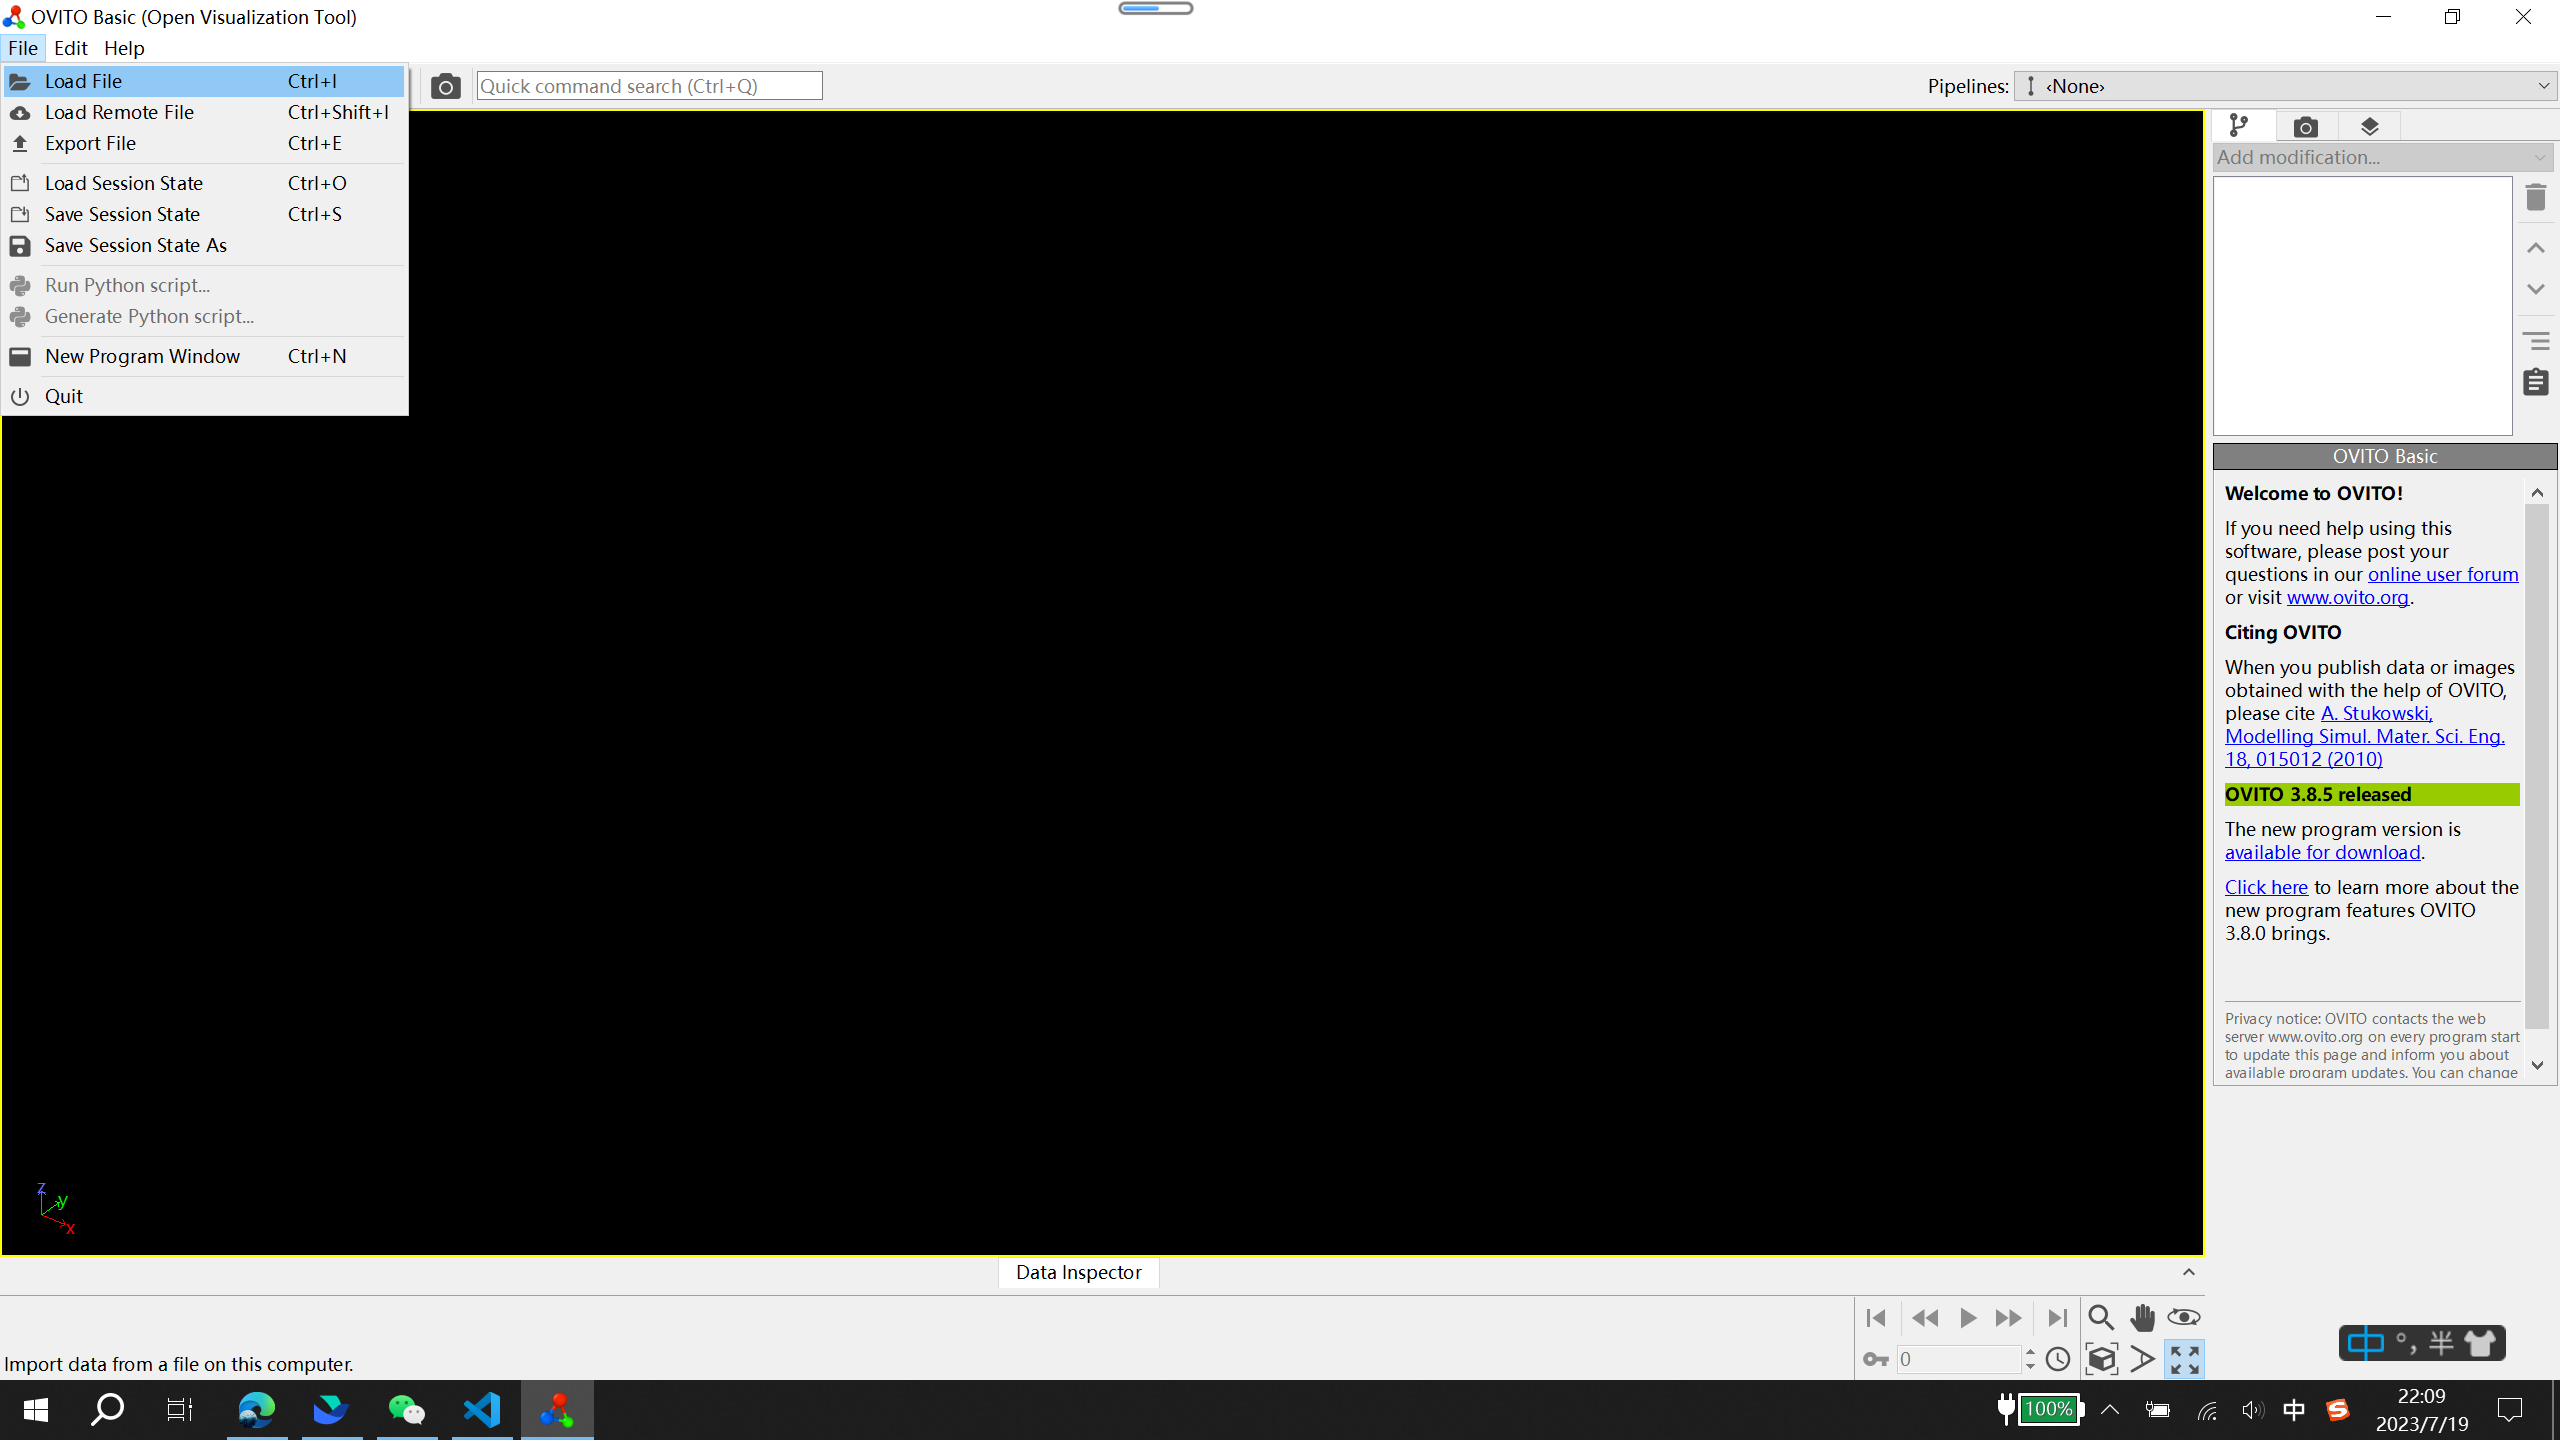 OVITO Basic (Open Visualization Tool)
File Edit Help
Load File Ctrl+I
Load Remote File Ctrl+Shift+I
Export File Ctrl+E
Load Session State Ctrl+O
Save Session State Ctrl+S
Save Session State As
Run Python script...
Generate Python script...
New Program Window Ctrl+N
Quit
Quick command search (Ctrl+Q)
Pipelines: ‹None›
Add modification...
OVITO Basic
Welcome to OVITO!
If you need help using this
software, please post your
questions in our online user forum
or visit www.ovito.org.
Citing OVITO
When you publish data or images
obtained with the help of OVITO,
please cite A. Stukowski,
Modelling Simul. Mater. Sci. Eng.
18, 015012 (2010)
OVITO 3.8.5 released
The new program version is
available for download.
Click here to learn more about the
new program features OVITO
3.8.0 brings.
Privacy notice: OVITO contacts the web
server www.ovito.org on every program start
to update this page and inform you about
available program updates. You can change
z
y
x
Data Inspector
0
Import data from a file on this computer.
中 °, 半
100%
中
S
22:09
2023/7/19